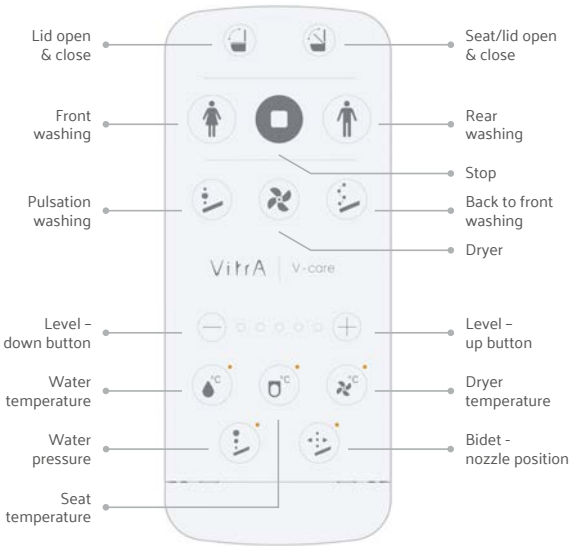 Lid open
& close
Seat/lid open
& close
Front
washing
Rear
washing
Stop
Pulsation
washing
Back to front
washing
Dryer
VitrA | V-care
Level –
down button
Level –
up button
Water
temperature
°C
°C
°C
Dryer
temperature
Water
pressure
Bidet -
nozzle position
Seat
temperature